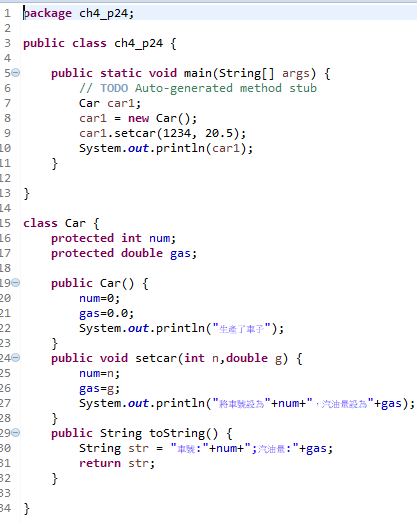 1 package ch4_p24;
2
3 public class ch4_p24 {
4
5 public static void main(String[] args) {
6 // TODO Auto-generated method stub
7 Car car1;
8 car1 = new Car();
9 car1.setcar(1234, 20.5);
10 System.out.println(car1);
11 }
12
13 }
14
15 class Car {
16 protected int num;
17 protected double gas;
18
19 public Car() {
20 num=0;
21 gas=0.0;
22 System.out.println("生產了車子");
23 }
24 public void setcar(int n,double g) {
25 num=n;
26 gas=g;
27 System.out.println("將車號設為"+num+",汽油量設為"+gas);
28 }
29 public String toString() {
30 String str = "車號:"+num+";汽油量:"+gas;
31 return str;
32 }
33
34 }